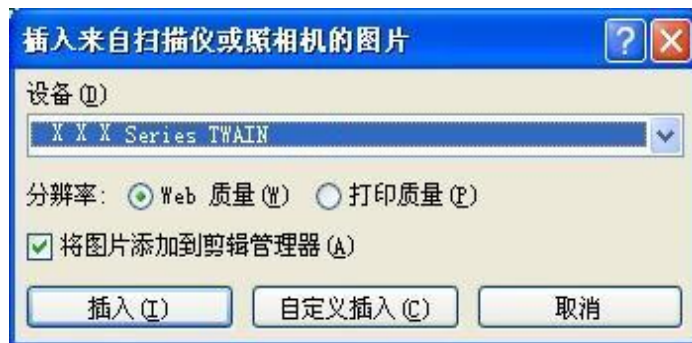 插入来自扫描仪或照相机的图片
设备(D)
X X X Series TWAIN
分辨率: Web 质量(W) 打印质量(P)
将图片添加到剪辑管理器(A)
插入(I) 自定义插入(C) 取消